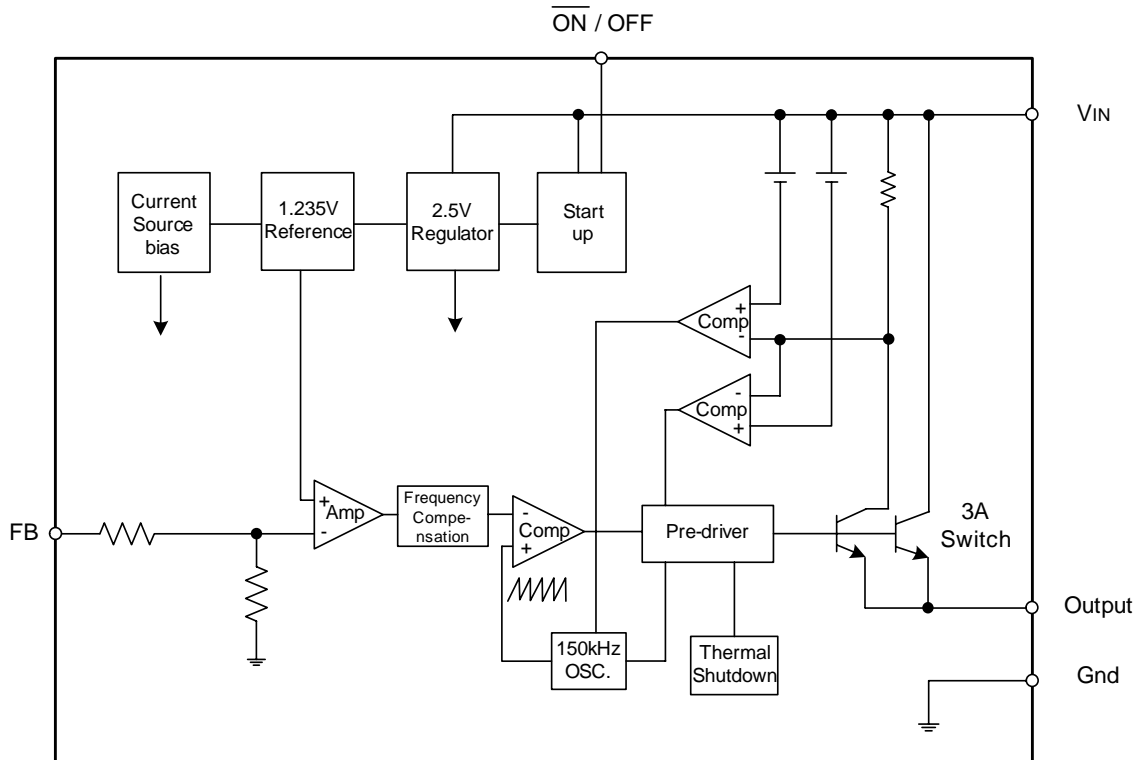 ON / OFF
VIN
Current
Source
bias
1.235V
Reference
2.5V
Regulator
Start
up
+
Comp
-
-
Comp
+
FB
+
Amp
-
Frequency
Compe-
nsation
-
Comp
+
Pre-driver
3A
Switch
Output
150kHz
OSC.
Thermal
Shutdown
Gnd